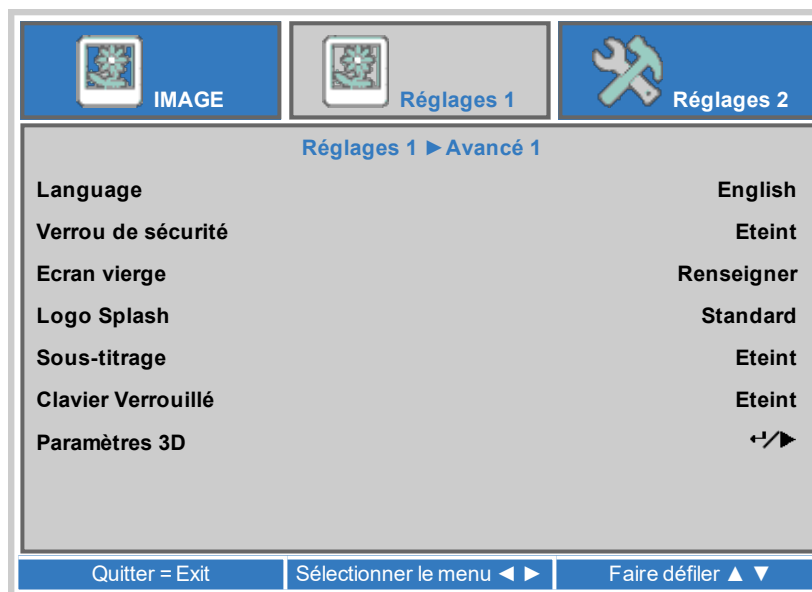 IMAGE
Réglages 1
Réglages 2
Réglages 1 ►Avancé 1
Language English
Verrou de sécurité Eteint
Ecran vierge Renseigner
Logo Splash Standard
Sous-titrage Eteint
Clavier Verrouillé Eteint
Paramètres 3D ↵/►
Quitter = Exit
Sélectionner le menu ◄ ►
Faire défiler ▲ ▼